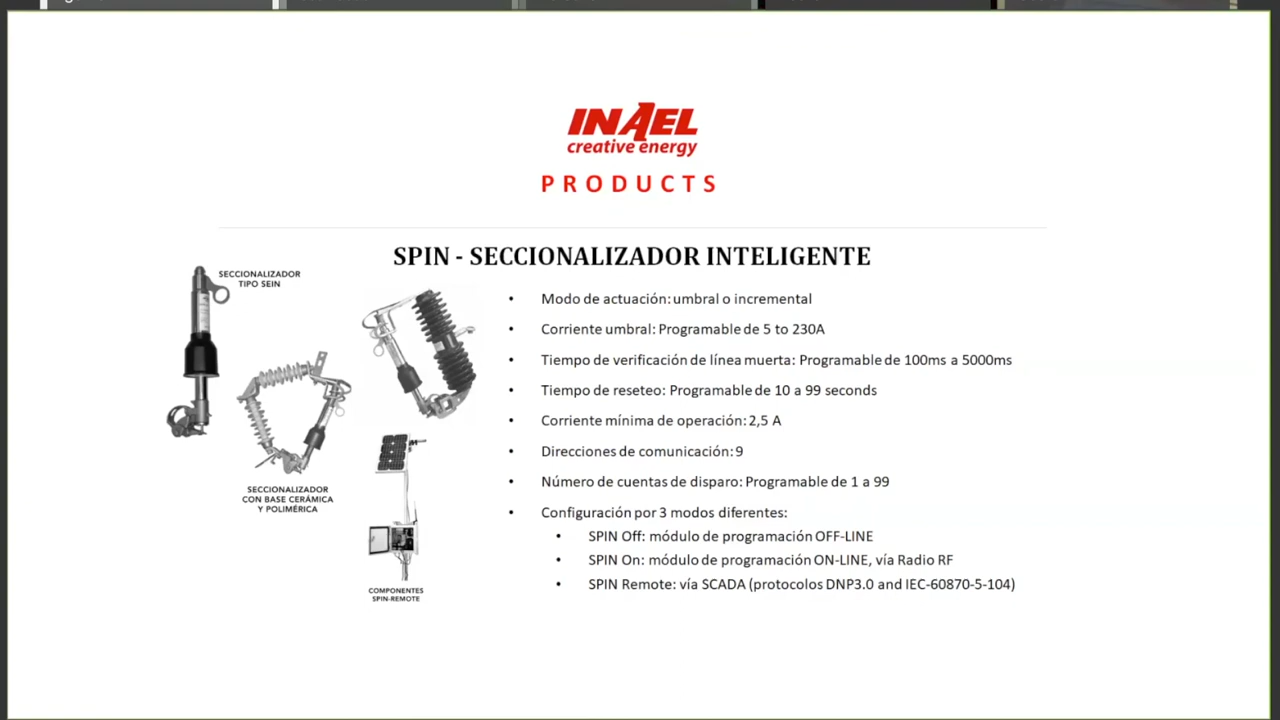 INAEL
creative energy
PRODUCTS
SPIN - SECCIONALIZADOR INTELIGENTE
SECCIONALIZADOR
TIPO SEIN
SECCIONALIZADOR
CON BASE CERÁMICA
Y POLIMÉRICA
COMPONENTES
SPIN-REMOTE
• Modo de actuación: umbral o incremental
• Corriente umbral: Programable de 5 to 230A
• Tiempo de verificación de línea muerta: Programable de 100ms a 5000ms
• Tiempo de reseteo: Programable de 10 a 99 seconds
• Corriente mínima de operación: 2,5 A
• Direcciones de comunicación: 9
• Número de cuentas de disparo: Programable de 1 a 99
• Configuración por 3 modos diferentes:
• SPIN Off: módulo de programación OFF-LINE
• SPIN On: módulo de programación ON-LINE, vía Radio RF
• SPIN Remote: vía SCADA (protocolos DNP3.0 and IEC-60870-5-104)